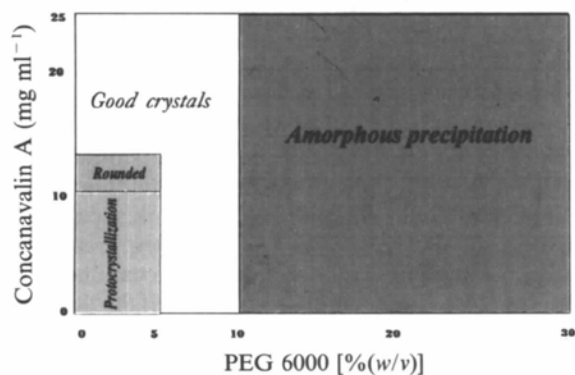 Concanavalin A (mg ml⁻¹)
25
20
10
0
Good crystals
Amorphous precipitation
Rounded
Protocrystallization
0 5 10 20 30
PEG 6000 [%(w/v)]